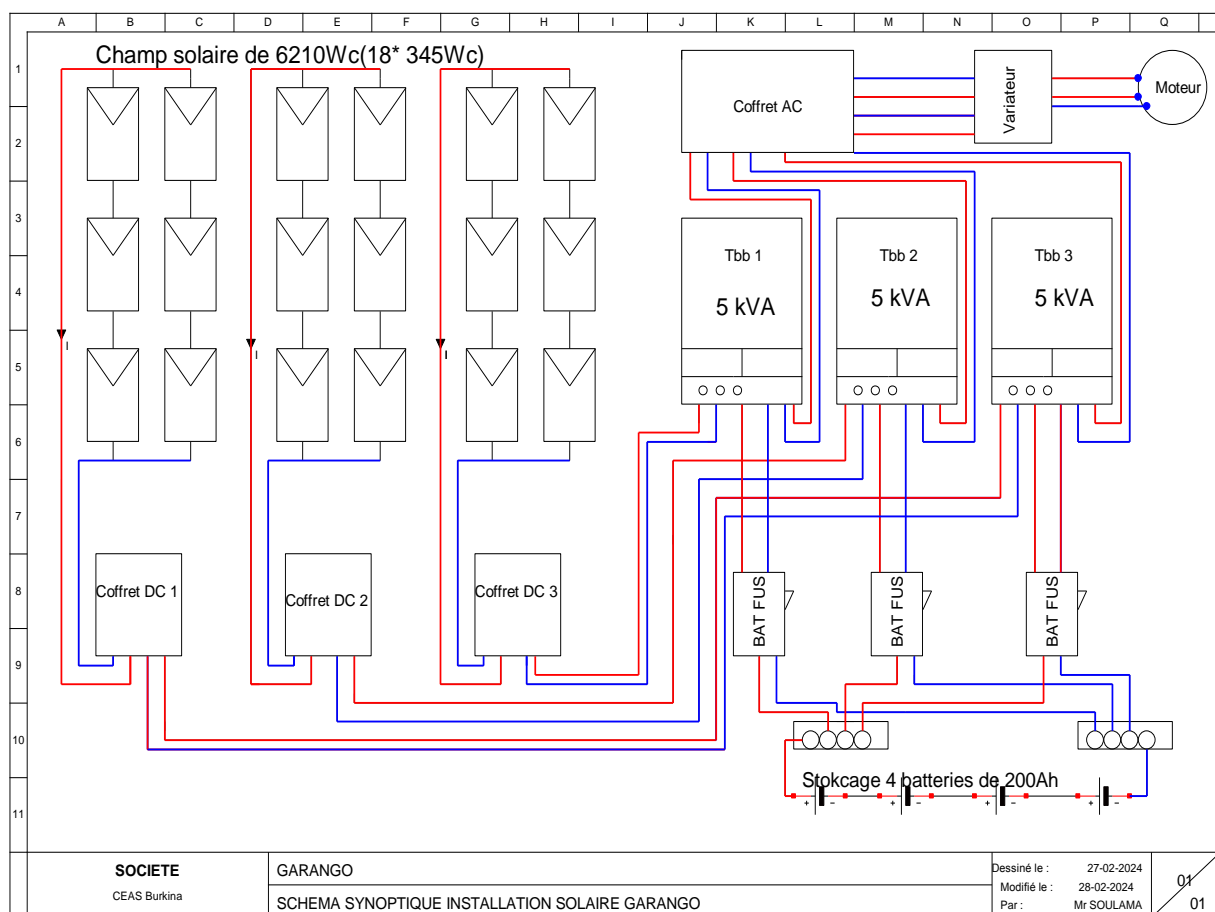 A B C D E F G H I J K L M N O P Q
1
2
3
4
5
6
7
8
9
10
11
Champ solaire de 6210Wc(18* 345Wc)
Coffret AC
Variateur
Moteur
I
I
I
Tbb 1
5 kVA
Tbb 2
5 kVA
Tbb 3
5 kVA
Coffret DC 1
Coffret DC 2
Coffret DC 3
BAT FUS
BAT FUS
BAT FUS
Stokcage 4 batteries de 200Ah
+ - + - + - + -
SOCIETE
CEAS Burkina
GARANGO
SCHEMA SYNOPTIQUE INSTALLATION SOLAIRE GARANGO
Dessiné le : 27-02-2024
Modifié le : 28-02-2024
Par : Mr SOULAMA
01
01